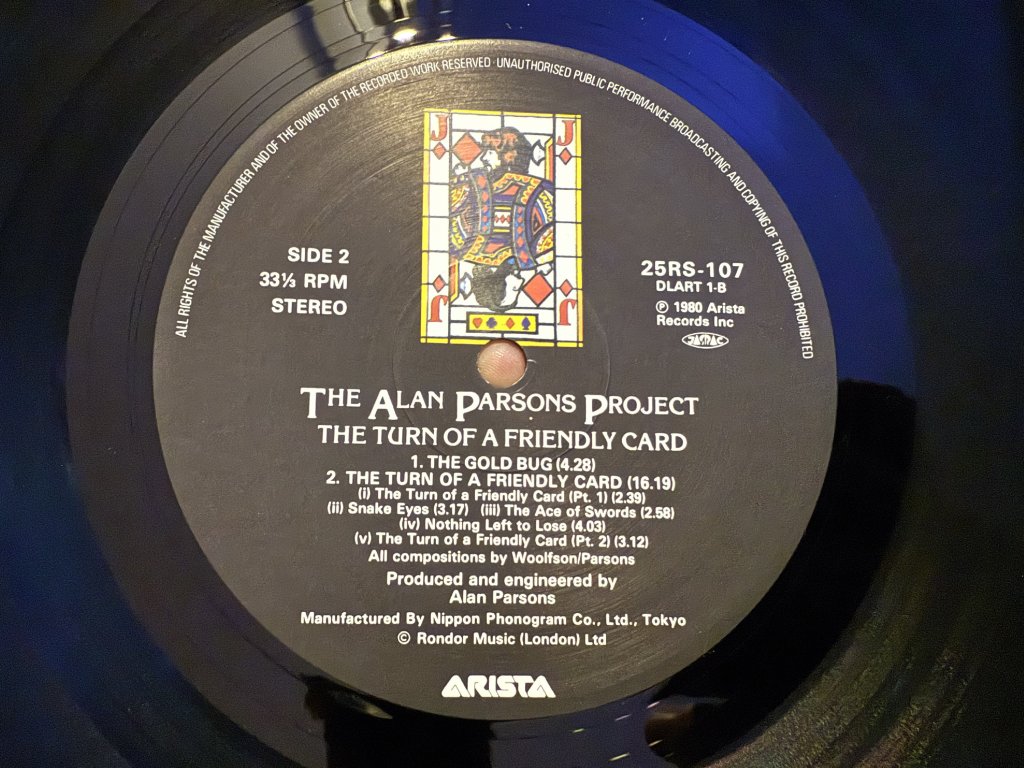 ALL RIGHTS OF THE MANUFACTURER AND OF THE OWNER OF THE RECORDED WORK RESERVED · UNAUTHORISED PUBLIC PERFORMANCE BROADCASTING AND COPYING OF THIS RECORD PROHIBITED
J J
SIDE 2
33⅓ RPM
STEREO
25RS-107
DLART 1-B
℗ 1980 Arista
Records Inc
JASRAC
J J
THE ALAN PARSONS PROJECT
THE TURN OF A FRIENDLY CARD
1. THE GOLD BUG (4.28)
2. THE TURN OF A FRIENDLY CARD (16.19)
(i) The Turn of a Friendly Card (Pt. 1) (2.39)
(ii) Snake Eyes (3.17) (iii) The Ace of Swords (2.58)
(iv) Nothing Left to Lose (4.03)
(v) The Turn of a Friendly Card (Pt. 2) (3.12)
All compositions by Woolfson/Parsons
Produced and engineered by
Alan Parsons
Manufactured By Nippon Phonogram Co., Ltd., Tokyo
© Rondor Music (London) Ltd
ARISTA